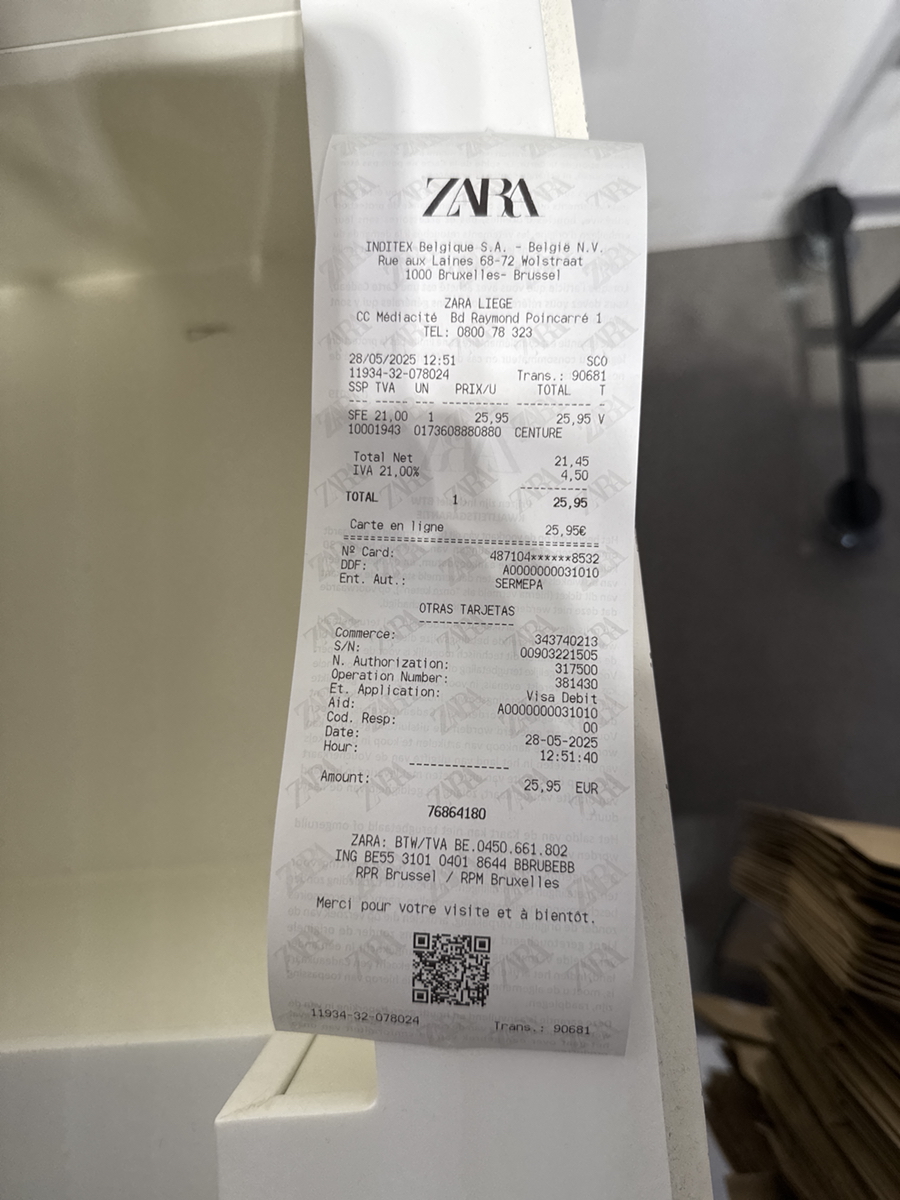 ZARA
INDITEX Belgique S.A. - België N.V.
Rue aux Laines 68-72 Wolstraat
1000 Bruxelles- Brussel
ZARA LIEGE
CC Médiacité Bd Raymond Poincarré 1
TEL: 0800 78 323
28/05/2025 12:51 SCO
11934-32-078024 Trans.: 90681
SSP TVA UN PRIX/U TOTAL T
SFE 21,00 1 25,95 25,95 V
10001943 0173608880880 CENTURE
Total Net 21,45
IVA 21,00% 4,50
TOTAL 1 25,95
Carte en ligne 25,95€
Nº Card: 487104******8532
DDF: A0000000031010
Ent. Aut.: SERMEPA
OTRAS TARJETAS
Commerce: 343740213
S/N: 00903221505
N. Authorization: 317500
Operation Number: 381430
Et. Application: Visa Debit
Aid: A0000000031010
Cod. Resp: 00
Date: 28-05-2025
Hour: 12:51:40
Amount: 25,95 EUR
76864180
ZARA: BTW/TVA BE.0450.661.802
ING BE55 3101 0401 8644 BBRUBEBB
RPR Brussel / RPM Bruxelles
Merci pour votre visite et à bientôt.
11934-32-078024 Trans.: 90681